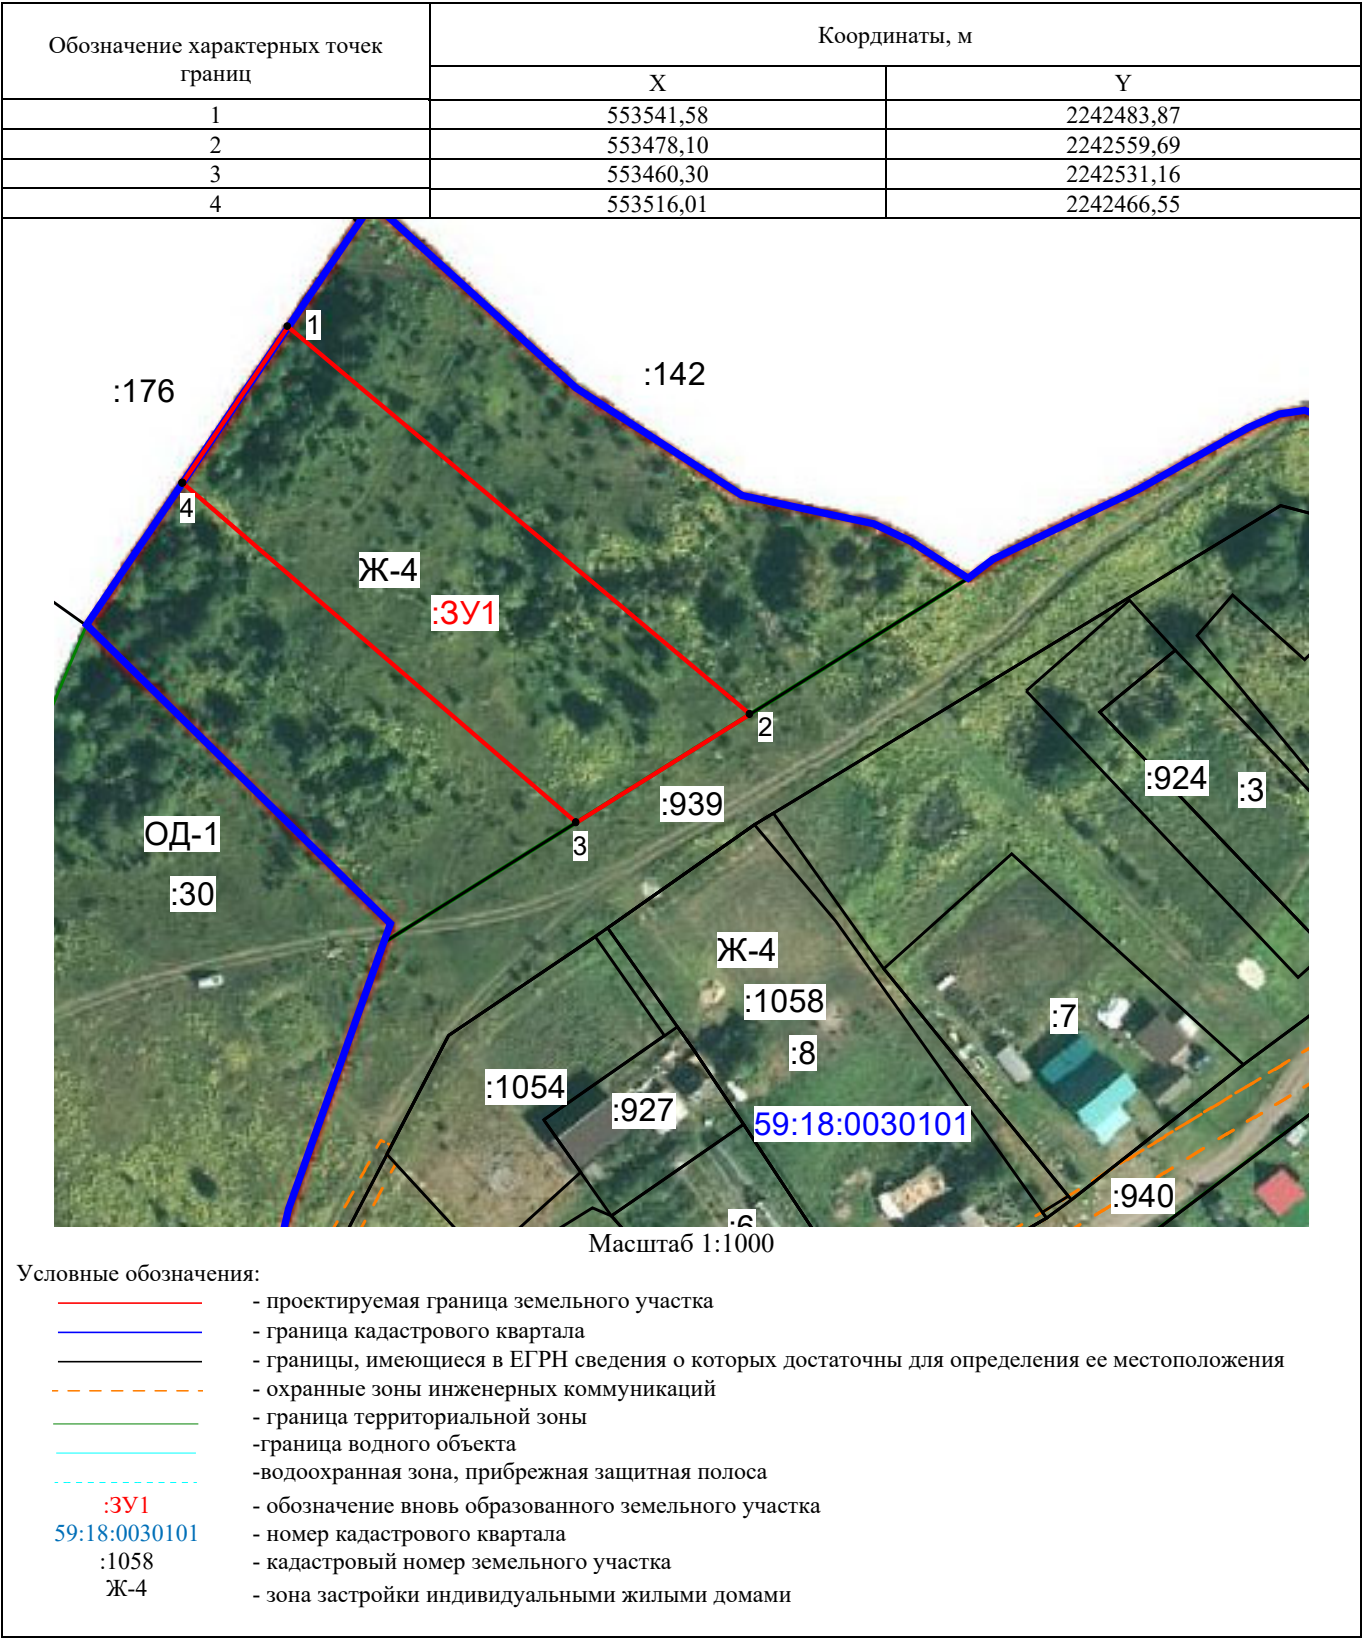 Обозначение характерных точек
границ
Координаты, м
X
Y
1
553541,58
2242483,87
2
553478,10
2242559,69
3
553460,30
2242531,16
4
553516,01
2242466,55
1
:142
:176
4
Ж-4
:ЗУ1
2
:924
:3
:939
ОД-1
3
:30
Ж-4
:1058
:7
:8
:1054
:927
59:18:0030101
:940
:6
Масштаб 1:1000
Условные обозначения:
- проектируемая граница земельного участка
- граница кадастрового квартала
- границы, имеющиеся в ЕГРН сведения о которых достаточны для определения ее местоположения
- охранные зоны инженерных коммуникаций
- граница территориальной зоны
-граница водного объекта
-водоохранная зона, прибрежная защитная полоса
:ЗУ1 - обозначение вновь образованного земельного участка
59:18:0030101 - номер кадастрового квартала
:1058 - кадастровый номер земельного участка
Ж-4 - зона застройки индивидуальными жилыми домами